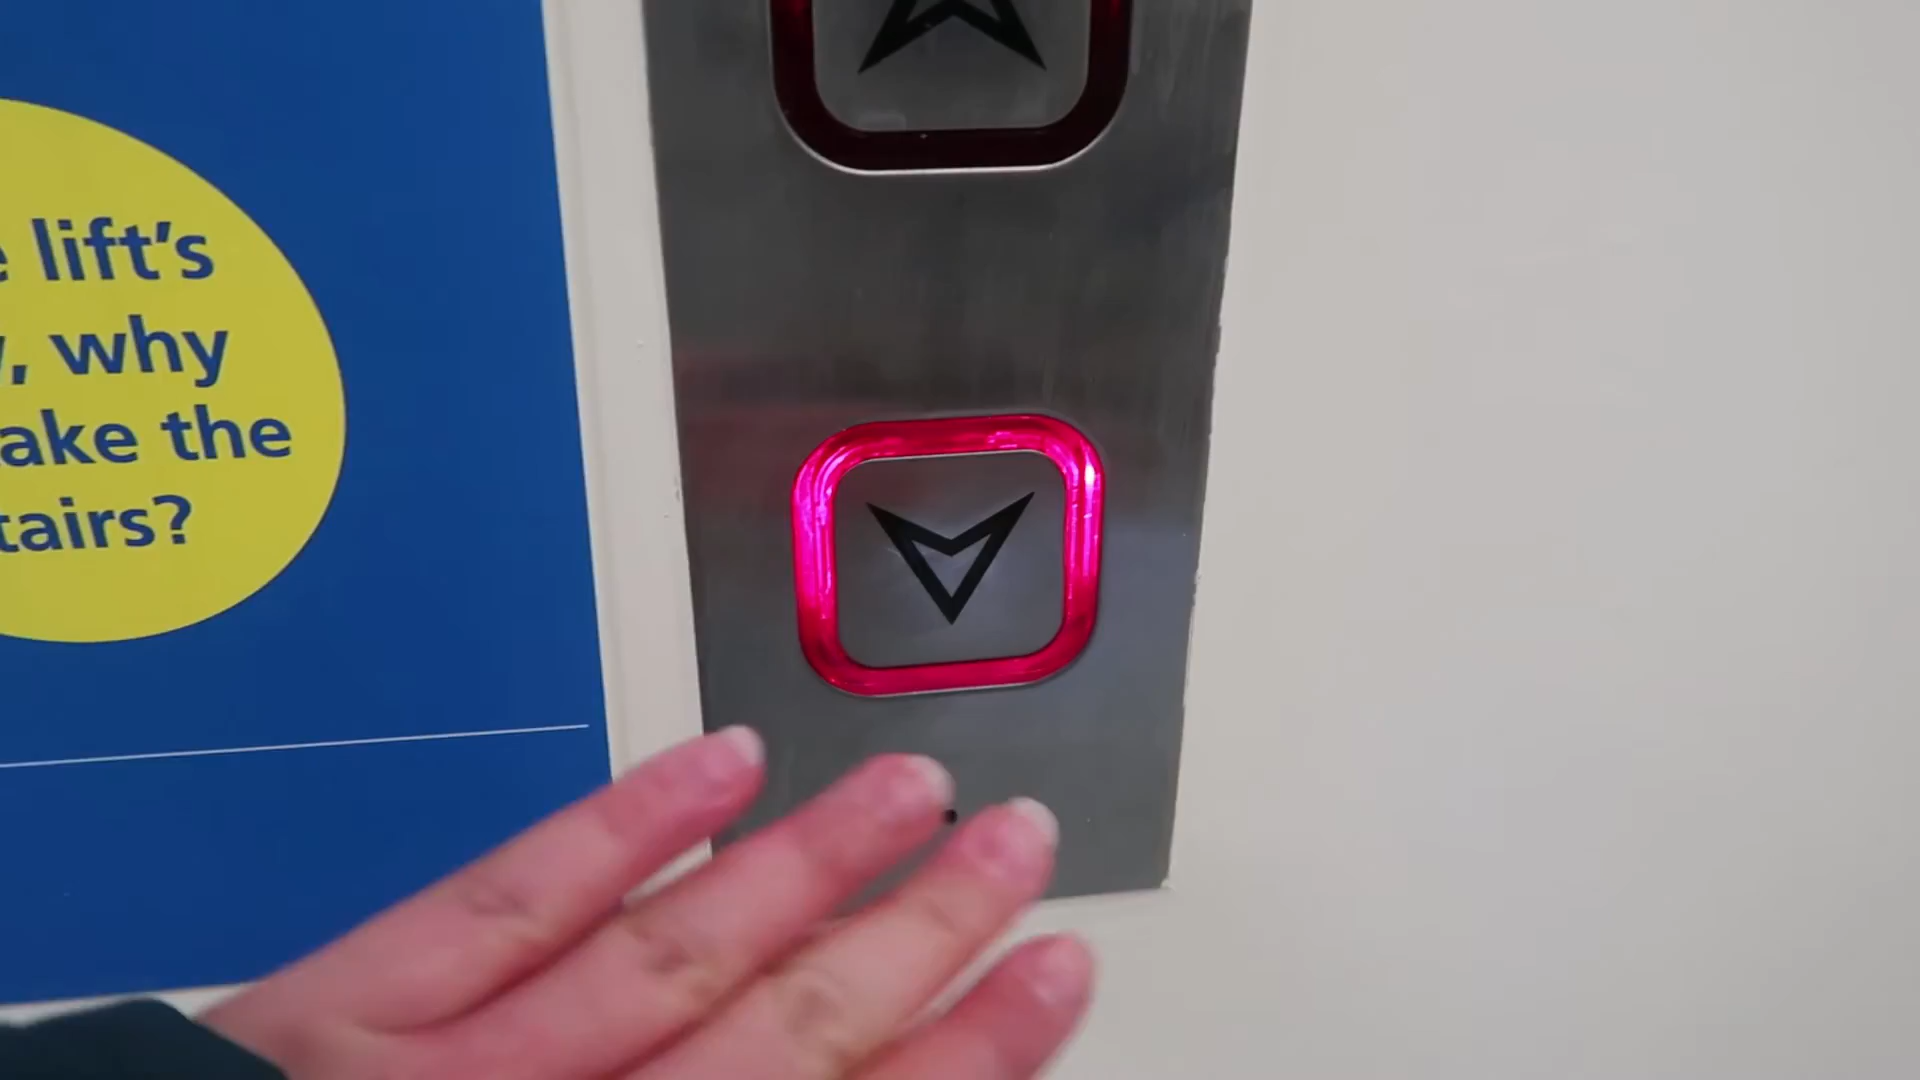 lift's
, why
ake the
tairs?